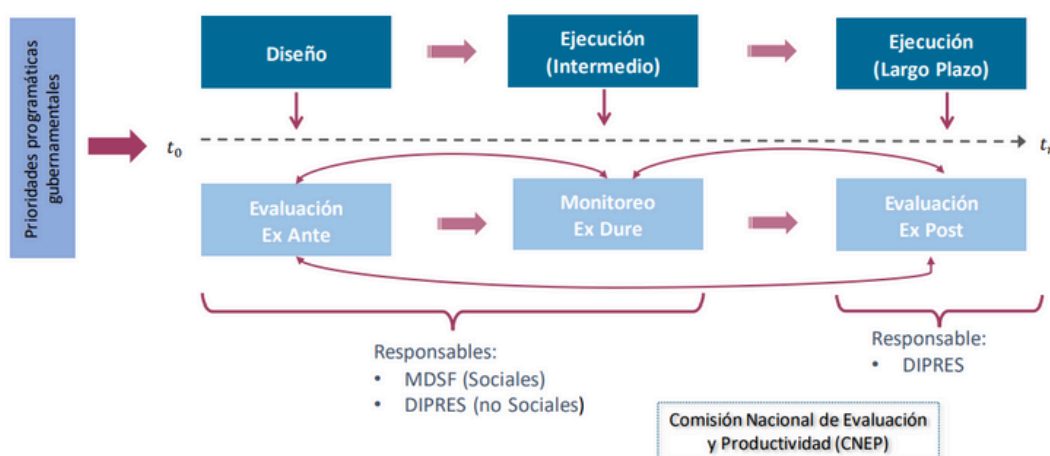 Prioridades programáticas
gubernamentales
Diseño
Ejecución
(Intermedio)
Ejecución
(Largo Plazo)
t₀
Evaluación
Ex Ante
Monitoreo
Ex Dure
Evaluación
Ex Post
Responsables:
• MDSF (Sociales)
• DIPRES (no Sociales)
Responsable:
• DIPRES
Comisión Nacional de Evaluación
y Productividad (CNEP)